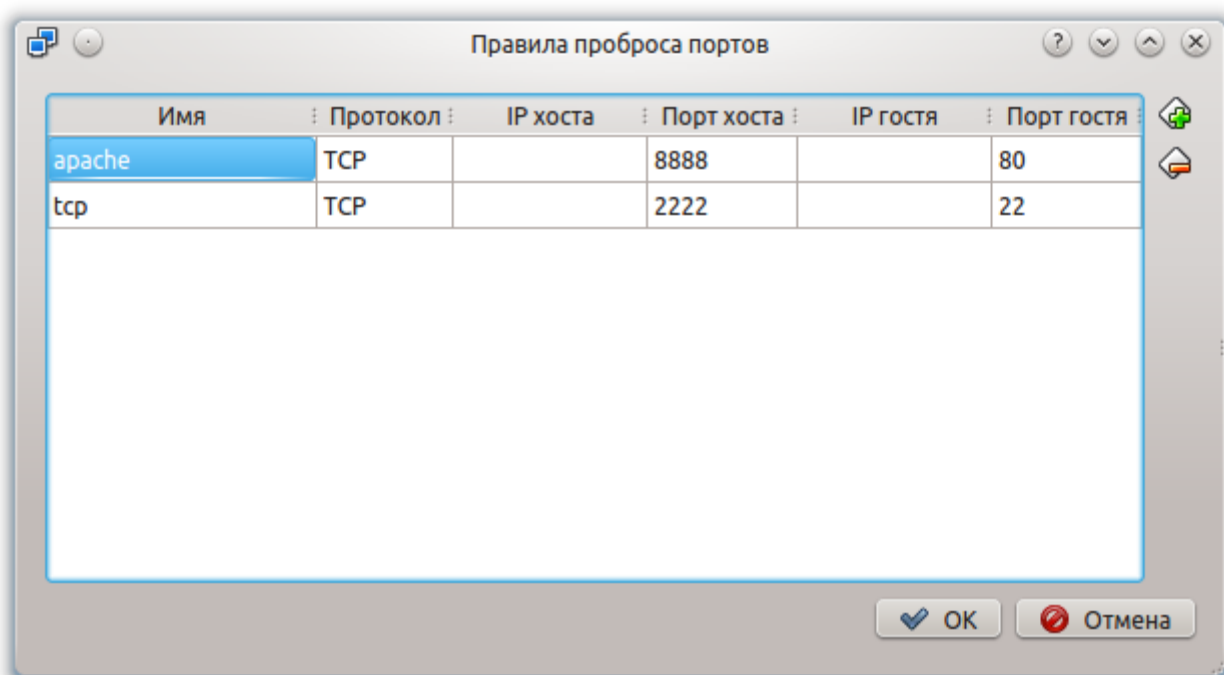 Правила проброса портов
Имя Протокол IP хоста Порт хоста IP гостя Порт гостя
apache TCP 8888 80
tcp TCP 2222 22
OK Отмена